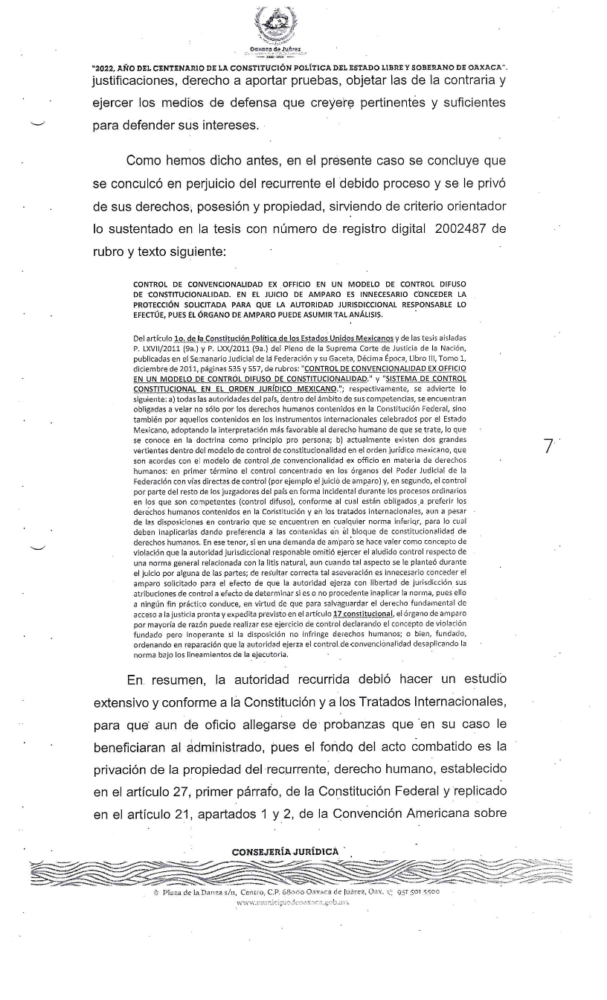 Oaxaca de Juárez
2022 - 2024
"2022, AÑO DEL CENTENARIO DE LA CONSTITUCIÓN POLÍTICA DEL ESTADO LIBRE Y SOBERANO DE OAXACA".
justificaciones, derecho a aportar pruebas, objetar las de la contraria y
ejercer los medios de defensa que creyere pertinentes y suficientes
para defender sus intereses.
Como hemos dicho antes, en el presente caso se concluye que
se conculcó en perjuicio del recurrente el debido proceso y se le privó
de sus derechos, posesión y propiedad, sirviendo de criterio orientador
lo sustentado en la tesis con número de registro digital 2002487 de
rubro y texto siguiente:
CONTROL DE CONVENCIONALIDAD EX OFFICIO EN UN MODELO DE CONTROL DIFUSO
DE CONSTITUCIONALIDAD. EN EL JUICIO DE AMPARO ES INNECESARIO CONCEDER LA
PROTECCIÓN SOLICITADA PARA QUE LA AUTORIDAD JURISDICCIONAL RESPONSABLE LO
EFECTÚE, PUES EL ÓRGANO DE AMPARO PUEDE ASUMIR TAL ANÁLISIS.
Del artículo 1o. de la Constitución Política de los Estados Unidos Mexicanos y de las tesis aisladas
P. LXVII/2011 (9a.) y P. LXX/2011 (9a.) del Pleno de la Suprema Corte de Justicia de la Nación,
publicadas en el Semanario Judicial de la Federación y su Gaceta, Décima Época, Libro III, Tomo 1,
diciembre de 2011, páginas 535 y 557, de rubros: "CONTROL DE CONVENCIONALIDAD EX OFFICIO
EN UN MODELO DE CONTROL DIFUSO DE CONSTITUCIONALIDAD." y "SISTEMA DE CONTROL
CONSTITUCIONAL EN EL ORDEN JURÍDICO MEXICANO."; respectivamente, se advierte lo
siguiente: a) todas las autoridades del país, dentro del ámbito de sus competencias, se encuentran
obligadas a velar no sólo por los derechos humanos contenidos en la Constitución Federal, sino
también por aquellos contenidos en los instrumentos internacionales celebrados por el Estado
Mexicano, adoptando la interpretación más favorable al derecho humano de que se trate, lo que
se conoce en la doctrina como principio pro persona; b) actualmente existen dos grandes
vertientes dentro del modelo de control de constitucionalidad en el orden jurídico mexicano, que
son acordes con el modelo de control de convencionalidad ex officio en materia de derechos
humanos: en primer término el control concentrado en los órganos del Poder Judicial de la
Federación con vías directas de control (por ejemplo el juicio de amparo) y, en segundo, el control
por parte del resto de los juzgadores del país en forma incidental durante los procesos ordinarios
en los que son competentes (control difuso), conforme al cual están obligados a preferir los
derechos humanos contenidos en la Constitución y en los tratados internacionales, aun a pesar
de las disposiciones en contrario que se encuentren en cualquier norma inferior, para lo cual
deben inaplicarlas dando preferencia a las contenidas en el bloque de constitucionalidad de
derechos humanos. En ese tenor, si en una demanda de amparo se hace valer como concepto de
violación que la autoridad jurisdiccional responable omitió ejercer el aludido control respecto de
una norma general relacionada con la litis natural, aun cuando tal aspecto se le planteó durante
el juicio por alguna de las partes; de resultar correcta tal aseveración es innecesario conceder el
amparo solicitado para el efecto de que la autoridad ejerza con libertad de jurisdicción sus
atribuciones de control a efecto de determinar si es o no procedente inaplicar la norma, pues ello
a ningún fin práctico conduce, en virtud de que para salvaguardar el derecho fundamental de
acceso a la justicia pronta y expedita previsto en el artículo 17 constitucional, el órgano de amparo
por mayoría de razón puede realizar ese ejercicio de control declarando el concepto de violación
fundado pero inoperante si la disposición no infringe derechos humanos; o bien, fundado,
ordenando en reparación que la autoridad ejerza el control de convencionalidad desaplicando la
norma bajo los lineamientos de la ejecutoria.
7
En resumen, la autoridad recurrida debió hacer un estudio
extensivo y conforme a la Constitución y a los Tratados Internacionales,
para que aun de oficio allegarse de probanzas que en su caso le
beneficiaran al administrado, pues el fondo del acto combatido es la
privación de la propiedad del recurrente, derecho humano, establecido
en el artículo 27, primer párrafo, de la Constitución Federal y replicado
en el artículo 21, apartados 1 y 2, de la Convención Americana sobre
CONSEJERÍA JURÍDICA
Plaza de la Danza s/n, Centro, C.P. 68000 Oaxaca de Juárez, Oax. 951 501 5500
www.municipiodeoaxaca.gob.mx